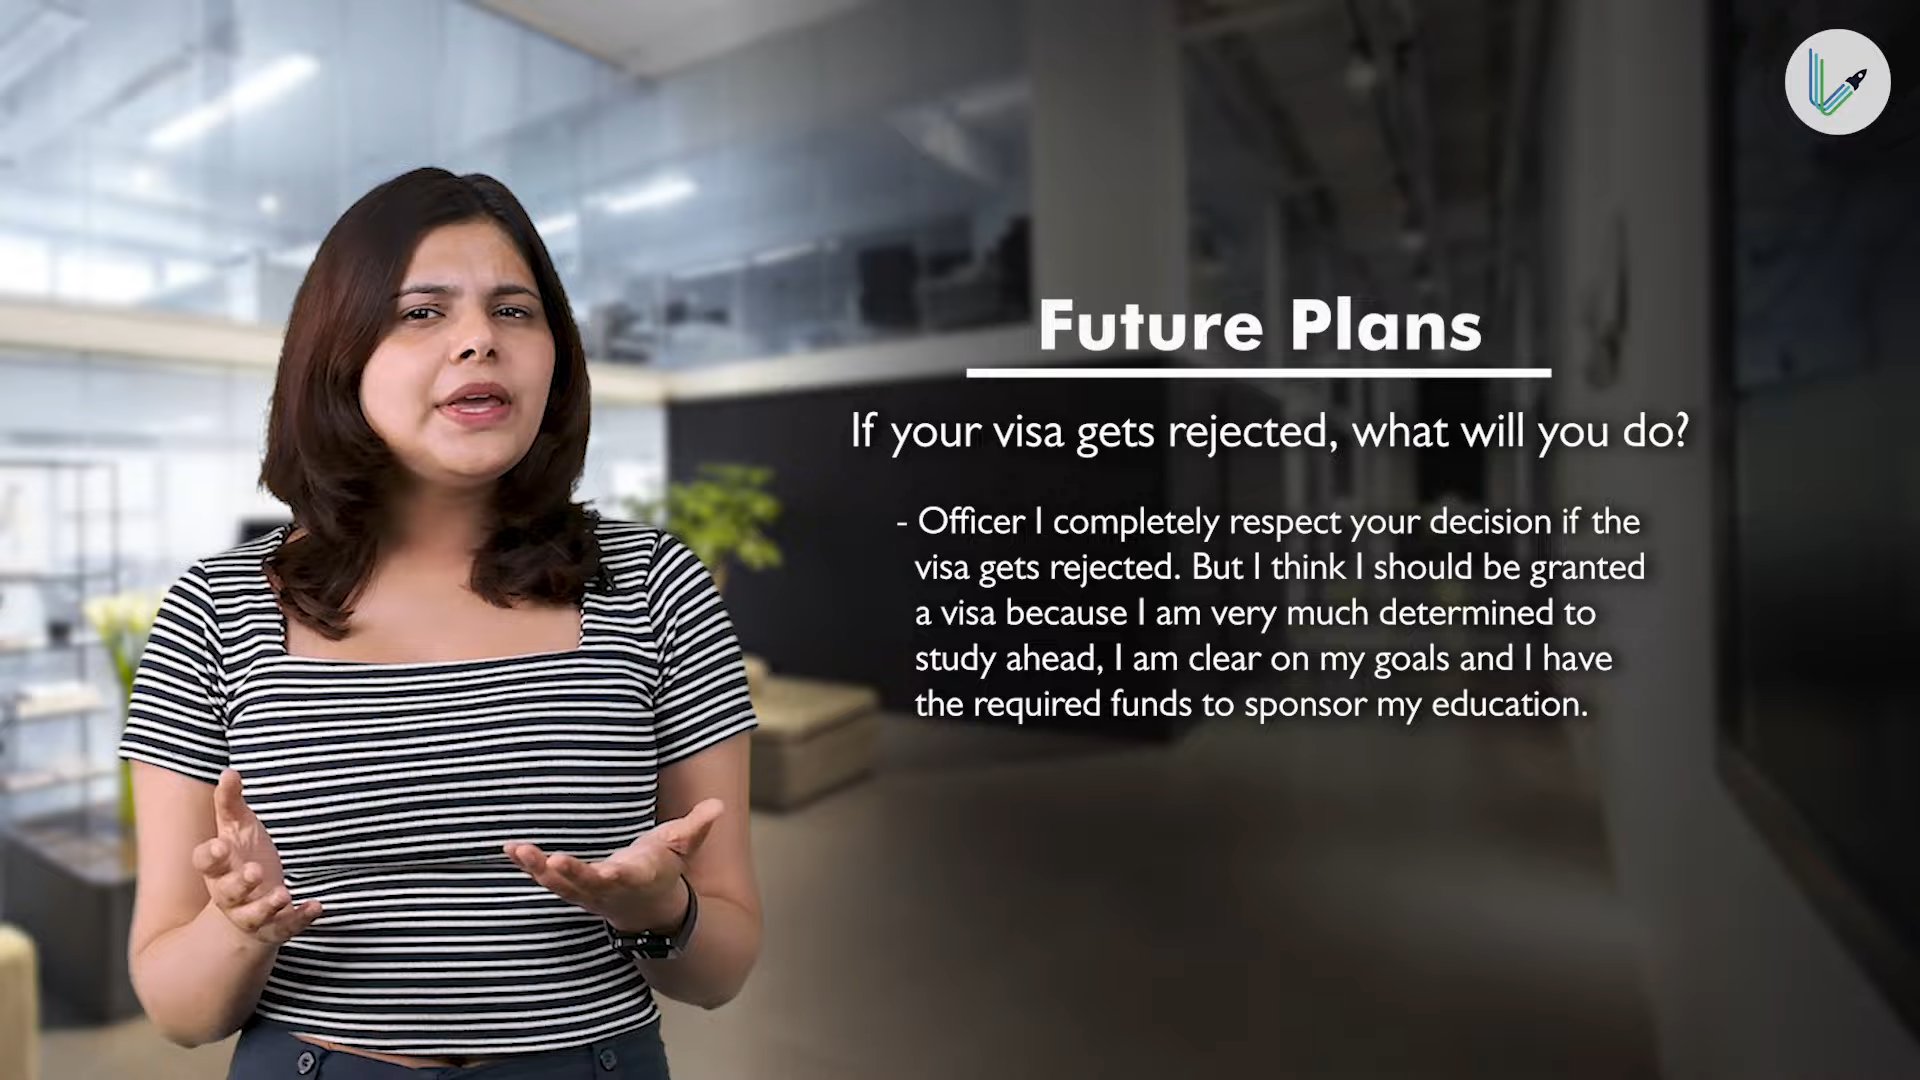 Future Plans
If your visa gets rejected, what will you do?
- Officer I completely respect your decision if the
visa gets rejected. But I think I should be granted
a visa because I am very much determined to
study ahead, I am clear on my goals and I have
the required funds to sponsor my education.